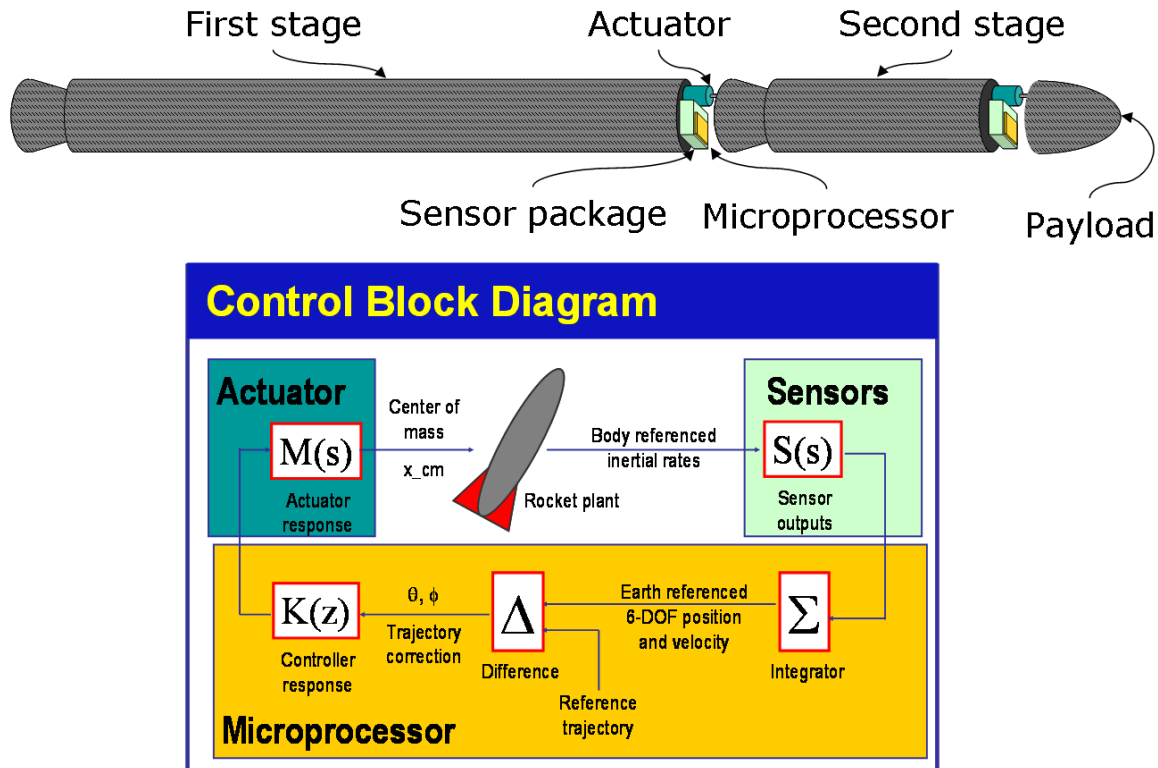 First stage
Actuator
Second stage
Sensor package
Microprocessor
Payload
Control Block Diagram
Actuator
M(s)
Actuator
response
Center of
mass
x_cm
Rocket plant
Body referenced
inertial rates
Sensors
S(s)
Sensor
outputs
K(z)
Controller
response
θ, ϕ
Trajectory
correction
Δ
Difference
Earth referenced
6-DOF position
and velocity
Reference
trajectory
Σ
Integrator
Microprocessor